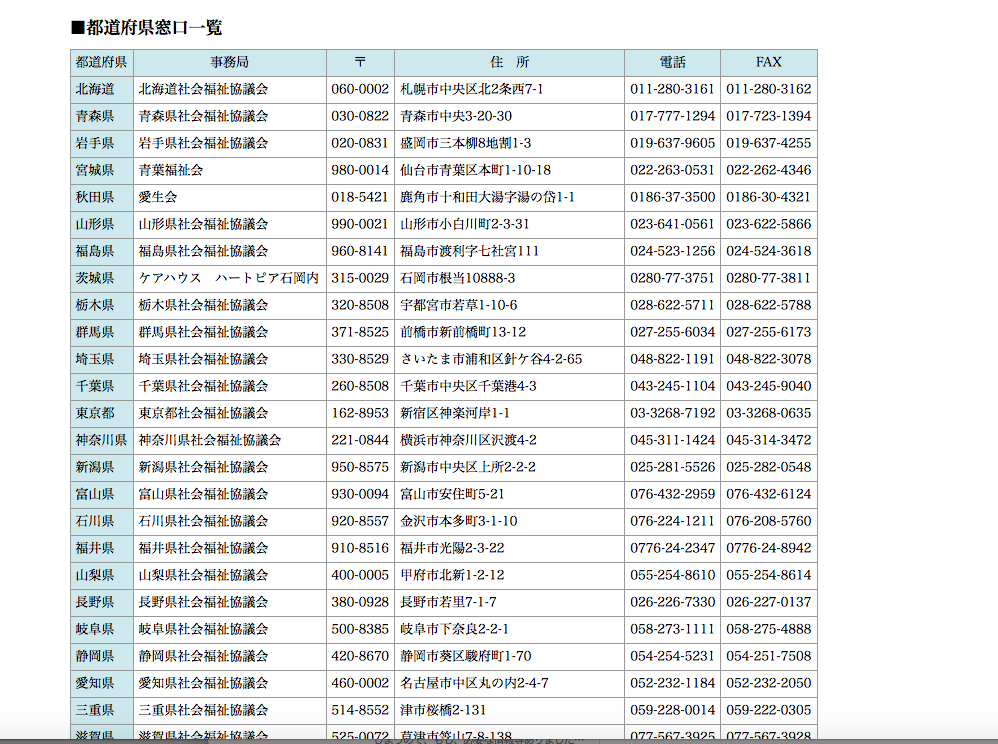 ■都道府県窓口一覧
都道府県 事務局 〒 住　所 電話 FAX
北海道 北海道社会福祉協議会 060-0002 札幌市中央区北2条西7-1 011-280-3161 011-280-3162
青森県 青森県社会福祉協議会 030-0822 青森市中央3-20-30 017-777-1294 017-723-1394
岩手県 岩手県社会福祉協議会 020-0831 盛岡市三本柳8地割1-3 019-637-9605 019-637-4255
宮城県 青葉福祉会 980-0014 仙台市青葉区本町1-10-18 022-263-0531 022-262-4346
秋田県 愛生会 018-5421 鹿角市十和田大湯字湯の岱1-1 0186-37-3500 0186-30-4321
山形県 山形県社会福祉協議会 990-0021 山形市小白川町2-3-31 023-641-0561 023-622-5866
福島県 福島県社会福祉協議会 960-8141 福島市渡利字七社宮111 024-523-1256 024-524-3618
茨城県 ケアハウス　ハートピア石岡内 315-0029 石岡市根当10888-3 0280-77-3751 0280-77-3811
栃木県 栃木県社会福祉協議会 320-8508 宇都宮市若草1-10-6 028-622-5711 028-622-5788
群馬県 群馬県社会福祉協議会 371-8525 前橋市新前橋町13-12 027-255-6034 027-255-6173
埼玉県 埼玉県社会福祉協議会 330-8529 さいたま市浦和区針ケ谷4-2-65 048-822-1191 048-822-3078
千葉県 千葉県社会福祉協議会 260-8508 千葉市中央区千葉港4-3 043-245-1104 043-245-9040
東京都 東京都社会福祉協議会 162-8953 新宿区神楽河岸1-1 03-3268-7192 03-3268-0635
神奈川県 神奈川県社会福祉協議会 221-0844 横浜市神奈川区沢渡4-2 045-311-1424 045-314-3472
新潟県 新潟県社会福祉協議会 950-8575 新潟市中央区上所2-2-2 025-281-5526 025-282-0548
富山県 富山県社会福祉協議会 930-0094 富山市安住町5-21 076-432-2959 076-432-6124
石川県 石川県社会福祉協議会 920-8557 金沢市本多町3-1-10 076-224-1211 076-208-5760
福井県 福井県社会福祉協議会 910-8516 福井市光陽2-3-22 0776-24-2347 0776-24-8942
山梨県 山梨県社会福祉協議会 400-0005 甲府市北新1-2-12 055-254-8610 055-254-8614
長野県 長野県社会福祉協議会 380-0928 長野市若里7-1-7 026-226-7330 026-227-0137
岐阜県 岐阜県社会福祉協議会 500-8385 岐阜市下奈良2-2-1 058-273-1111 058-275-4888
静岡県 静岡県社会福祉協議会 420-8670 静岡市葵区駿府町1-70 054-254-5231 054-251-7508
愛知県 愛知県社会福祉協議会 460-0002 名古屋市中区丸の内2-4-7 052-232-1184 052-232-2050
三重県 三重県社会福祉協議会 514-8552 津市桜橋2-131 059-228-0014 059-222-0305
滋賀県 滋賀県社会福祉協議会 525-0072 草津市笠山7-8-138 077-567-3925 077-567-3928